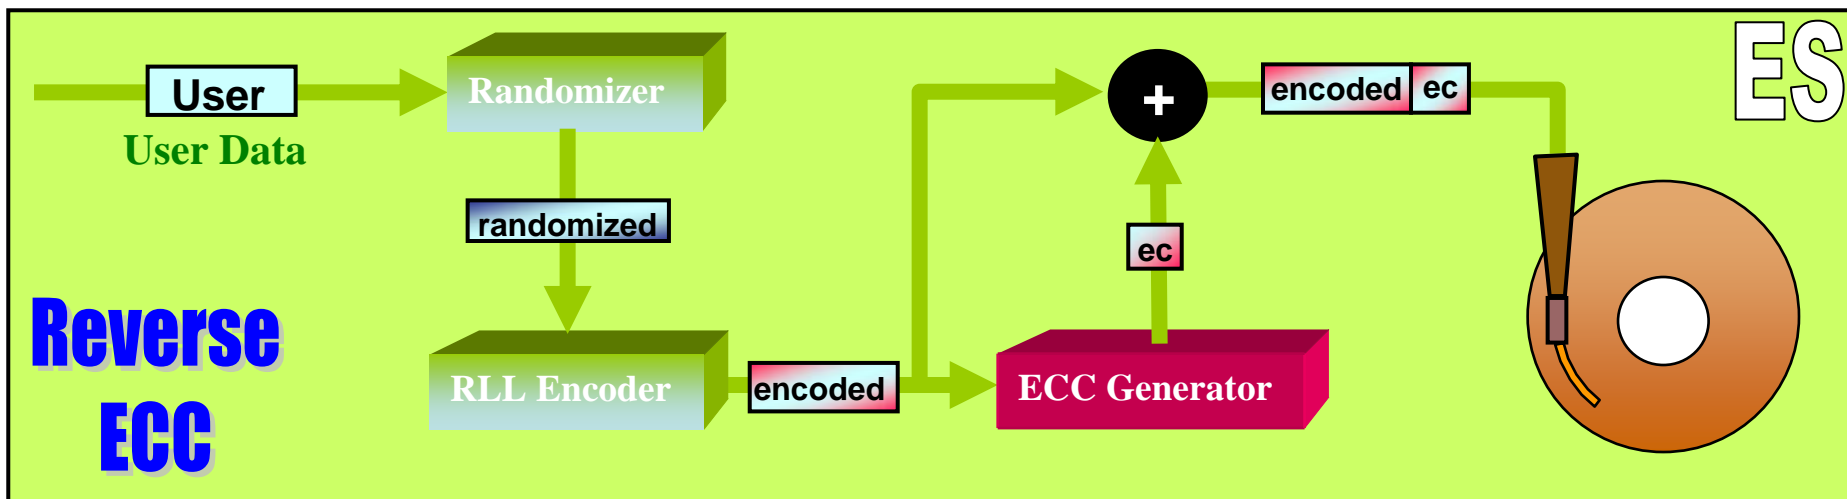 User
User Data
Randomizer
randomized
RLL Encoder
encoded
ECC Generator
ec
+
encoded ec
ES
Reverse
ECC